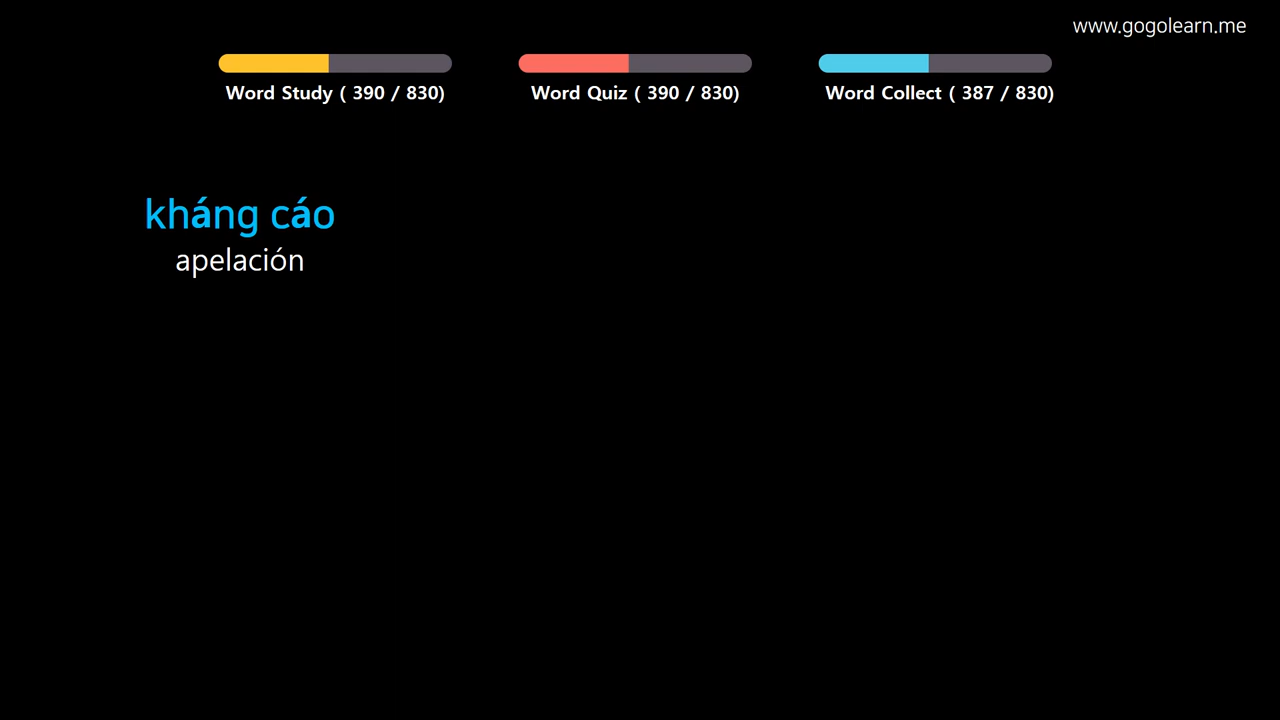 www.gogolearn.me
Word Study ( 390 / 830)
Word Quiz ( 390 / 830)
Word Collect ( 387 / 830)
kháng cáo
apelación